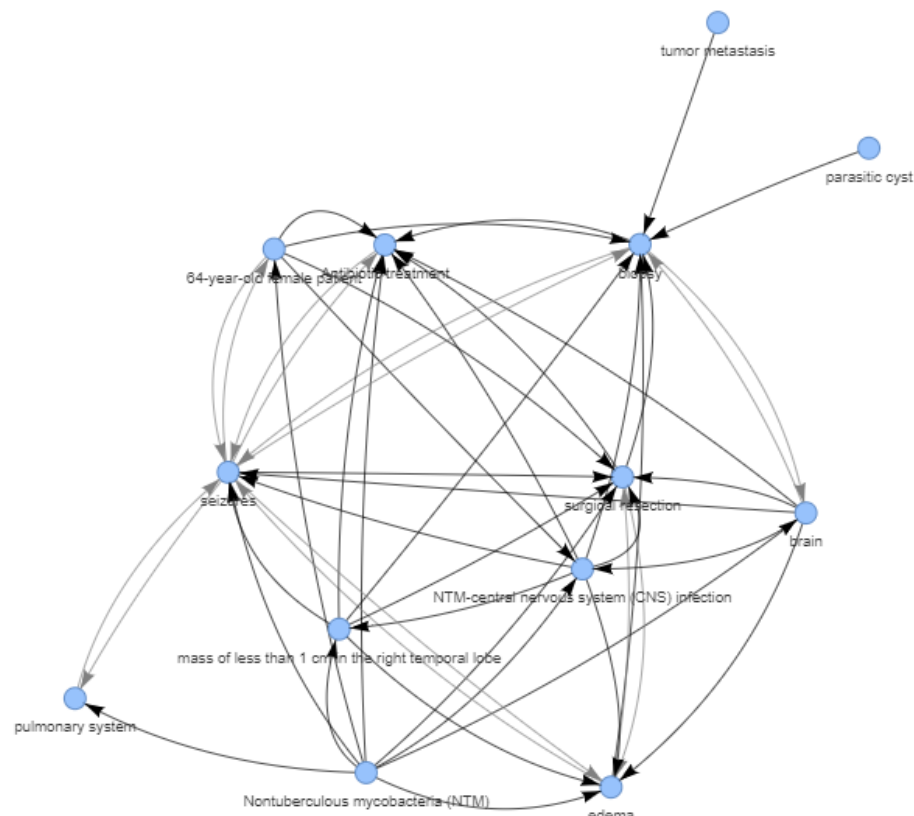 tumor metastasis
parasitic cyst
64-year-old female patient
Antibiotic treatment
biopsy
seizures
surgical resection
brain
NTM-central nervous system (CNS) infection
mass of less than 1 cm in the right temporal lobe
pulmonary system
Nontuberculous mycobacteria (NTM)
edema